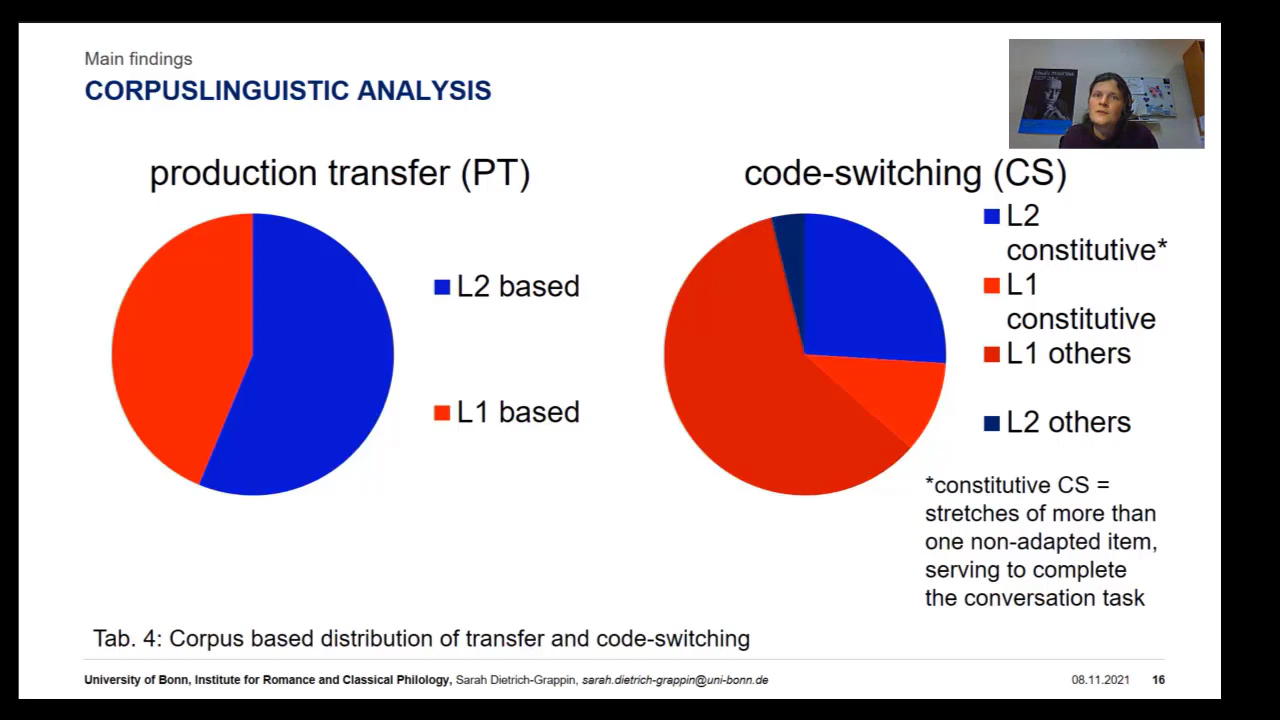 Main findings
CORPUSLINGUISTIC ANALYSIS
production transfer (PT)
L2 based
L1 based
code-switching (CS)
L2
constitutive*
L1
constitutive
L1 others
L2 others
*constitutive CS =
stretches of more than
one non-adapted item,
serving to complete
the conversation task
Tab. 4: Corpus based distribution of transfer and code-switching
University of Bonn, Institute for Romance and Classical Philology, Sarah Dietrich-Grappin, sarah.dietrich-grappin@uni-bonn.de
08.11.2021 16